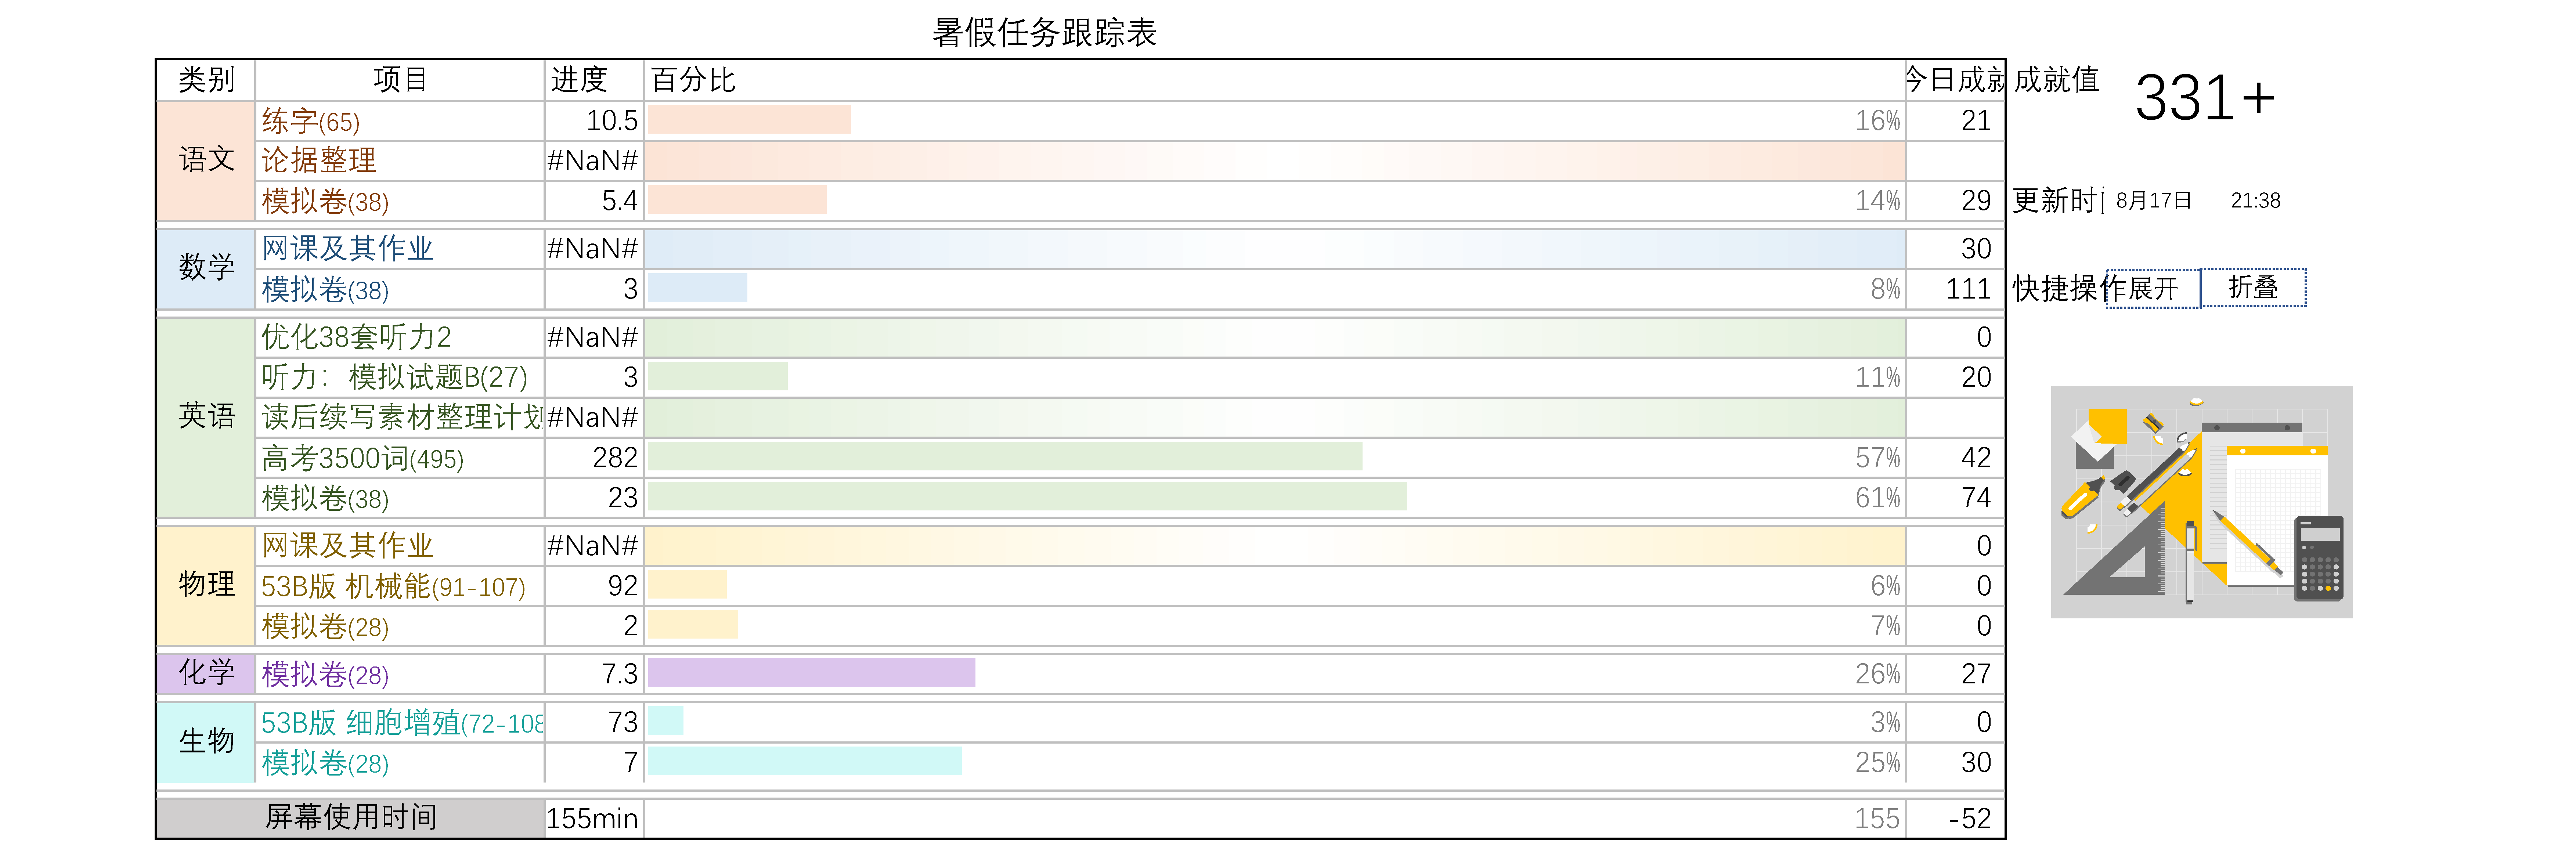 暑假任务跟踪表
类别 项目 进度 百分比 今日成就 成就值 331+
语文 练字(65) 10.5 16% 21
论据整理 #NaN#
模拟卷(38) 5.4 14% 29 更新时 8月17日 21:38
数学 网课及其作业 #NaN# 30
模拟卷(38) 3 8% 111 快捷操作 展开 折叠
英语 优化38套听力2 #NaN# 0
听力：模拟试题B(27) 3 11% 20
读后续写素材整理计划 #NaN#
高考3500词(495) 282 57% 42
模拟卷(38) 23 61% 74
物理 网课及其作业 #NaN# 0
53B版 机械能(91-107) 92 6% 0
模拟卷(28) 2 7% 0
化学 模拟卷(28) 7.3 26% 27
生物 53B版 细胞增殖(72-108 73 3% 0
模拟卷(28) 7 25% 30
屏幕使用时间 155min 155 -52